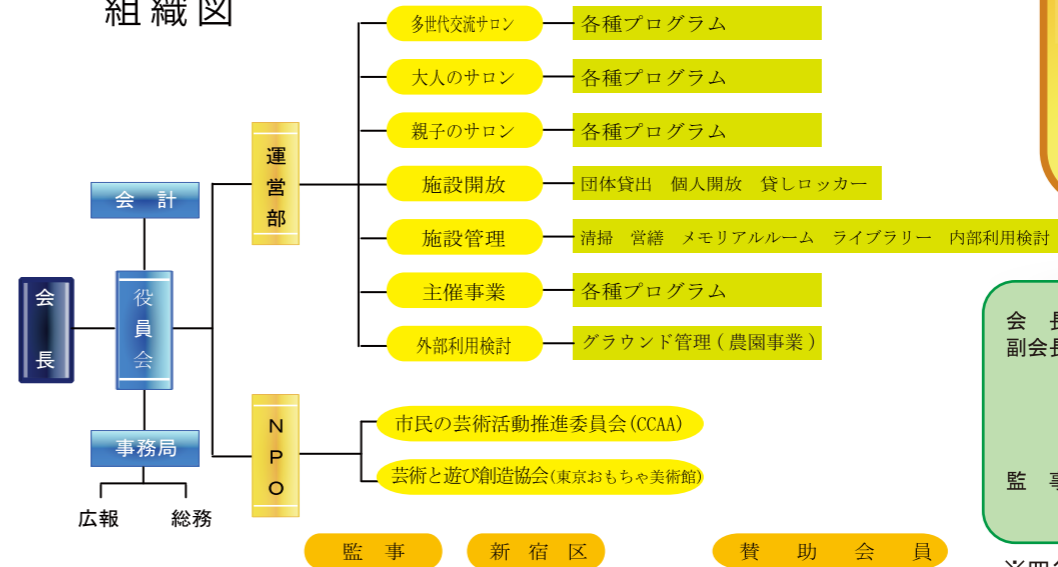 組織図
多世代交流サロン 各種プログラム
大人のサロン 各種プログラム
親子のサロン 各種プログラム
施設開放 団体貸出 個人開放 貸しロッカー
施設管理 清掃 営繕 メモリアルルーム ライブラリー 内部利用検討
主催事業 各種プログラム
外部利用検討 グラウンド管理(農園事業)
運営部
会計
会長
役員会
事務局
広報 総務
NPO
市民の芸術活動推進委員会(CCAA)
芸術と遊び創造協会(東京おもちゃ美術館)
監事 新宿区 賛助会員
会長
副会長
監事